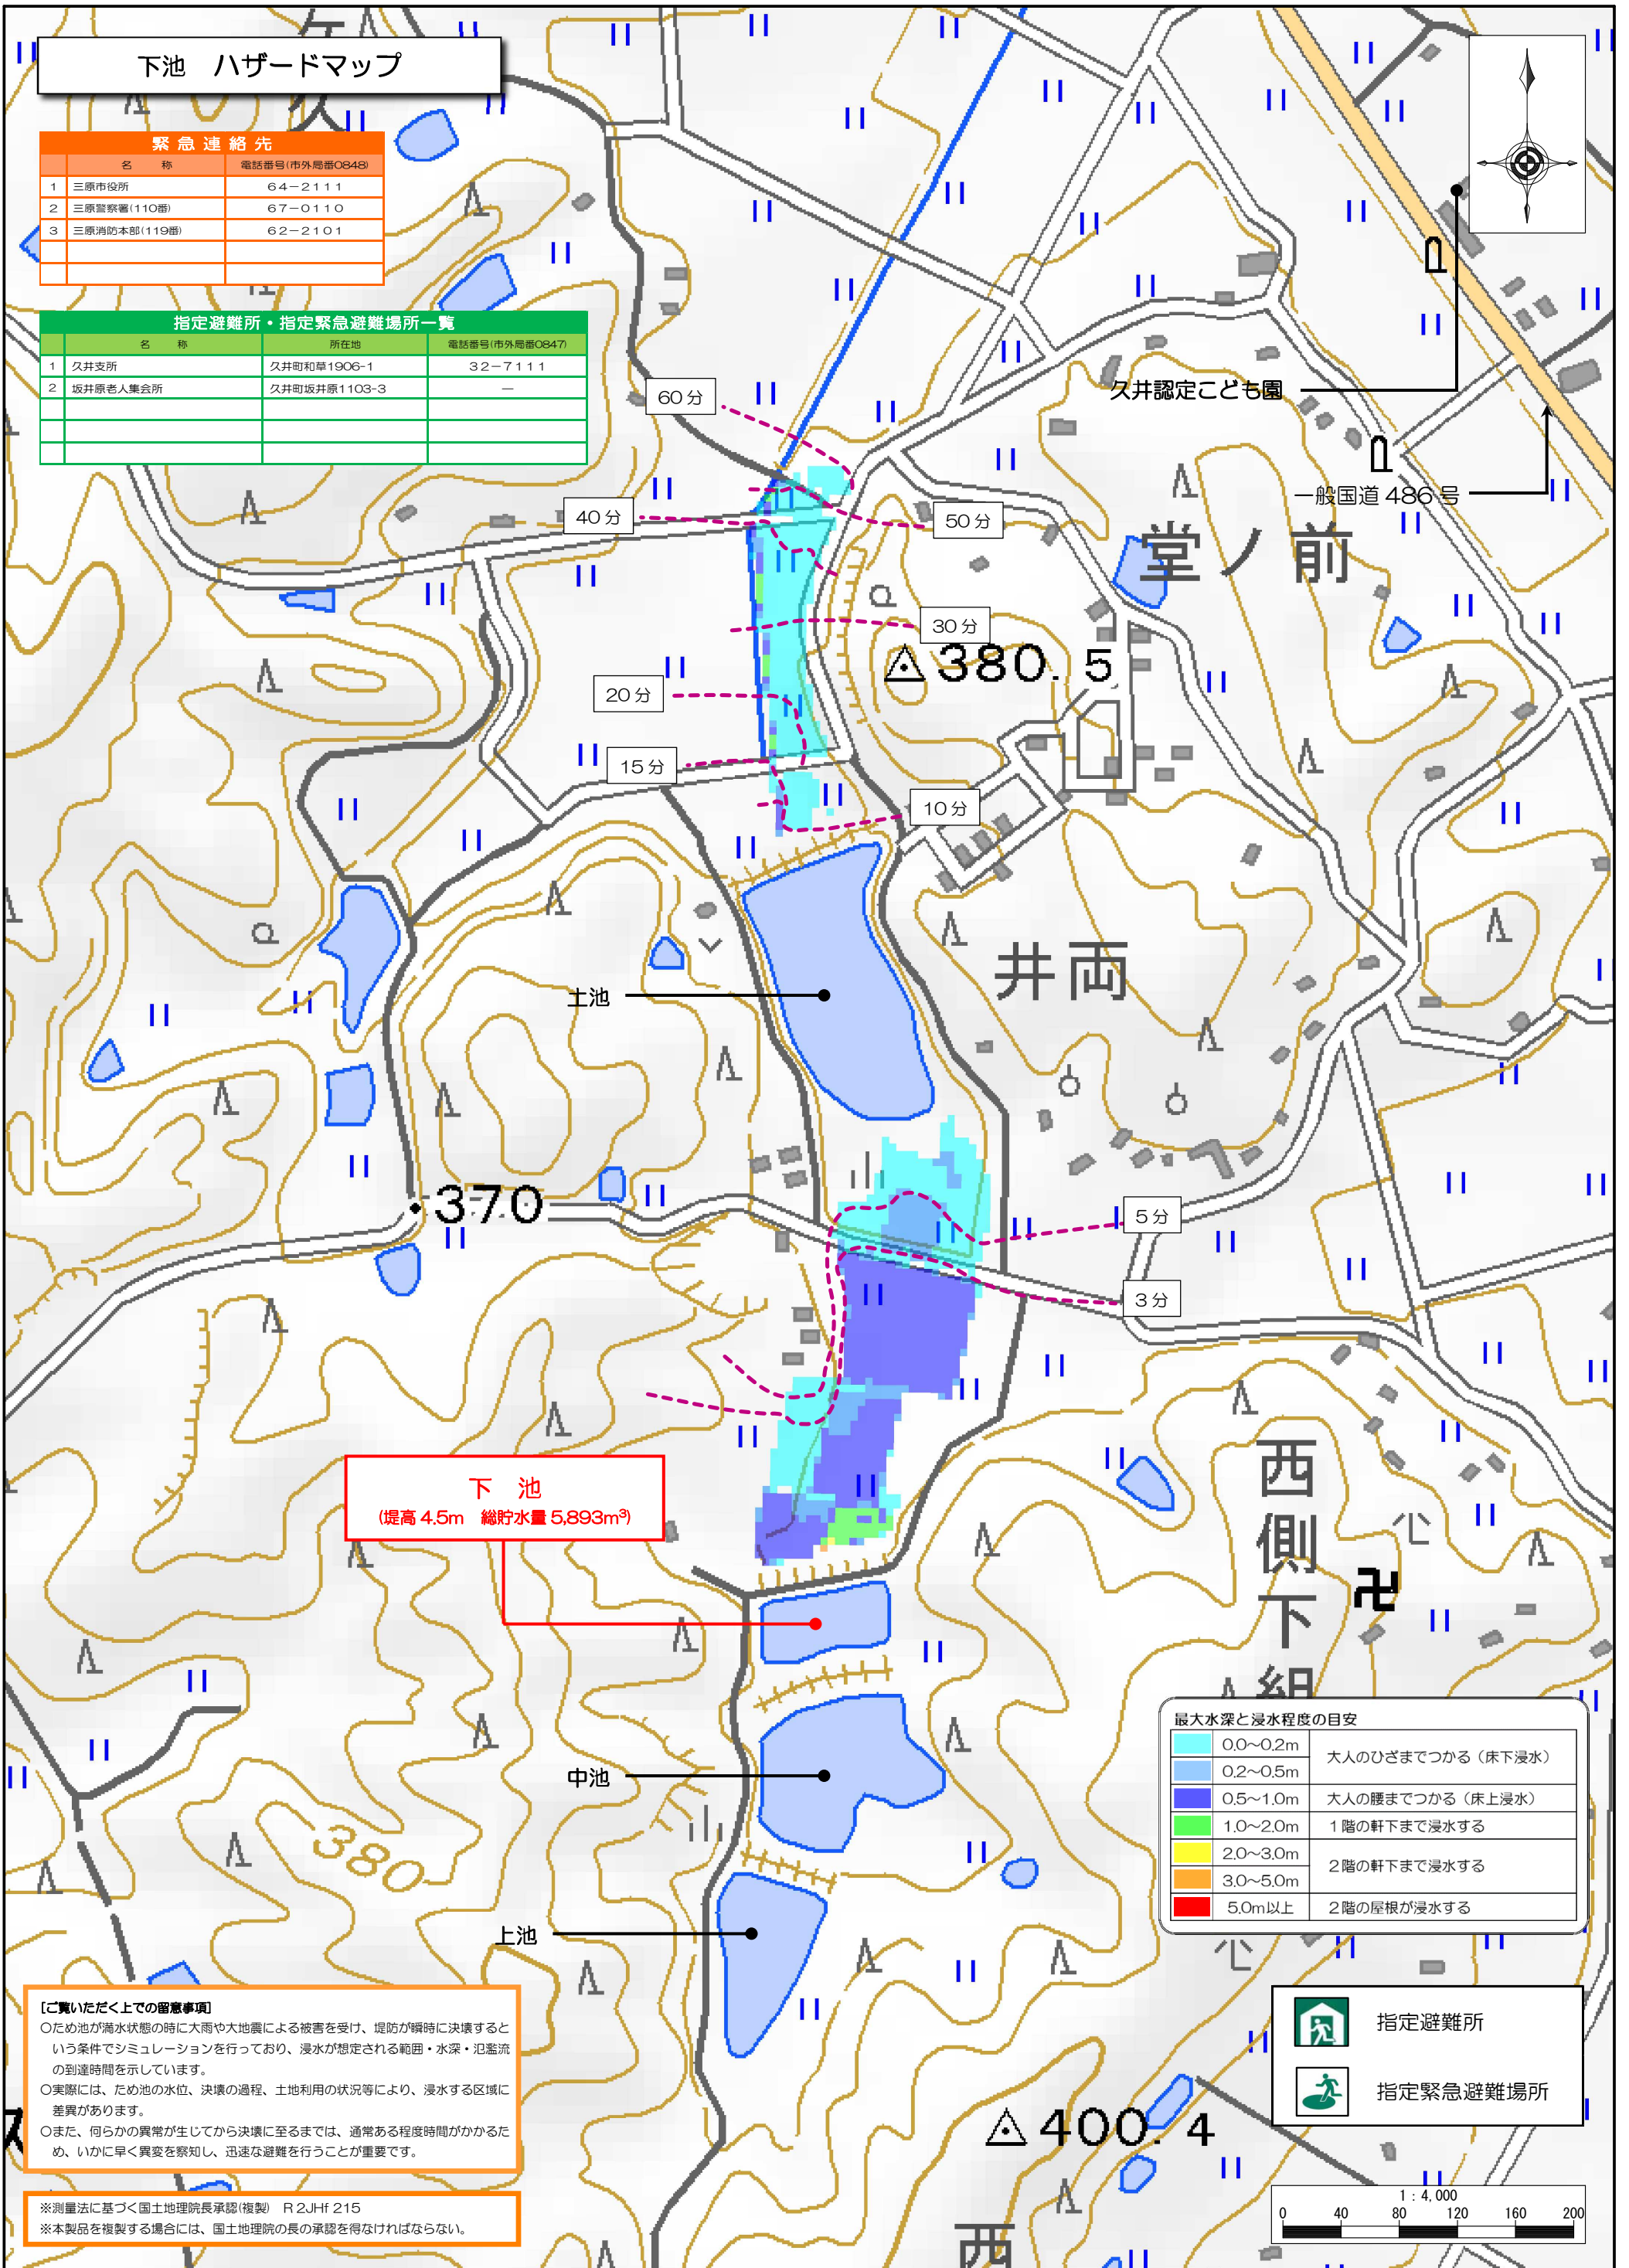 下池　ハザードマップ
緊急連絡先
名　称　電話番号(市外局番0848)
1　三原市役所　64－2111
2　三原警察署(110番)　67－0110
3　三原消防本部(119番)　62－2101
指定避難所・指定緊急避難場所一覧
名　称　所在地　電話番号(市外局番0847)
1　久井支所　久井町和草1906-1　32－7111
2　坂井原老人集会所　久井町坂井原1103-3　―
60分
久井認定こども園
一般国道486号
40分
50分
堂ノ前
30分
380.5
20分
15分
10分
井両
土池
370
5分
3分
下　池
(堤高 4.5m　総貯水量 5,893m³)
西側下組
中池
380
上池
最大水深と浸水程度の目安
0.0～0.2m　大人のひざまでつかる（床下浸水）
0.2～0.5m
0.5～1.0m　大人の腰までつかる（床上浸水）
1.0～2.0m　1階の軒下まで浸水する
2.0～3.0m　2階の軒下まで浸水する
3.0～5.0m
5.0m以上　2階の屋根が浸水する
[ご覧いただく上での留意事項]
○ため池が満水状態の時に大雨や大地震による被害を受け、堤防が瞬時に決壊すると
いう条件でシミュレーションを行っており、浸水が想定される範囲・水深・氾濫流
の到達時間を示しています。
○実際には、ため池の水位、決壊の過程、土地利用の状況等により、浸水する区域に
差異があります。
○また、何らかの異常が生じてから決壊に至るまでは、通常ある程度時間がかかるた
め、いかに早く異変を察知し、迅速な避難を行うことが重要です。
※測量法に基づく国土地理院長承認(複製)　R 2JHf 215
※本製品を複製する場合には、国土地理院の長の承認を得なければならない。
指定避難所
指定緊急避難場所
400.4
西
1：4,000
0　40　80　120　160　200